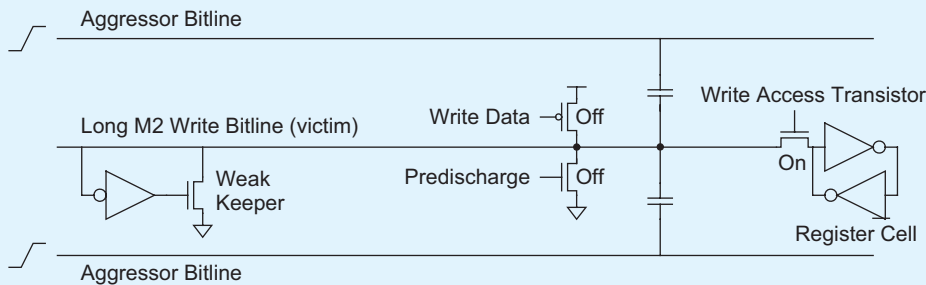 Aggressor Bitline
Write Access Transistor
Write Data
Off
Long M2 Write Bitline (victim)
Predischarge
Off
On
Weak
Keeper
Register Cell
Aggressor Bitline